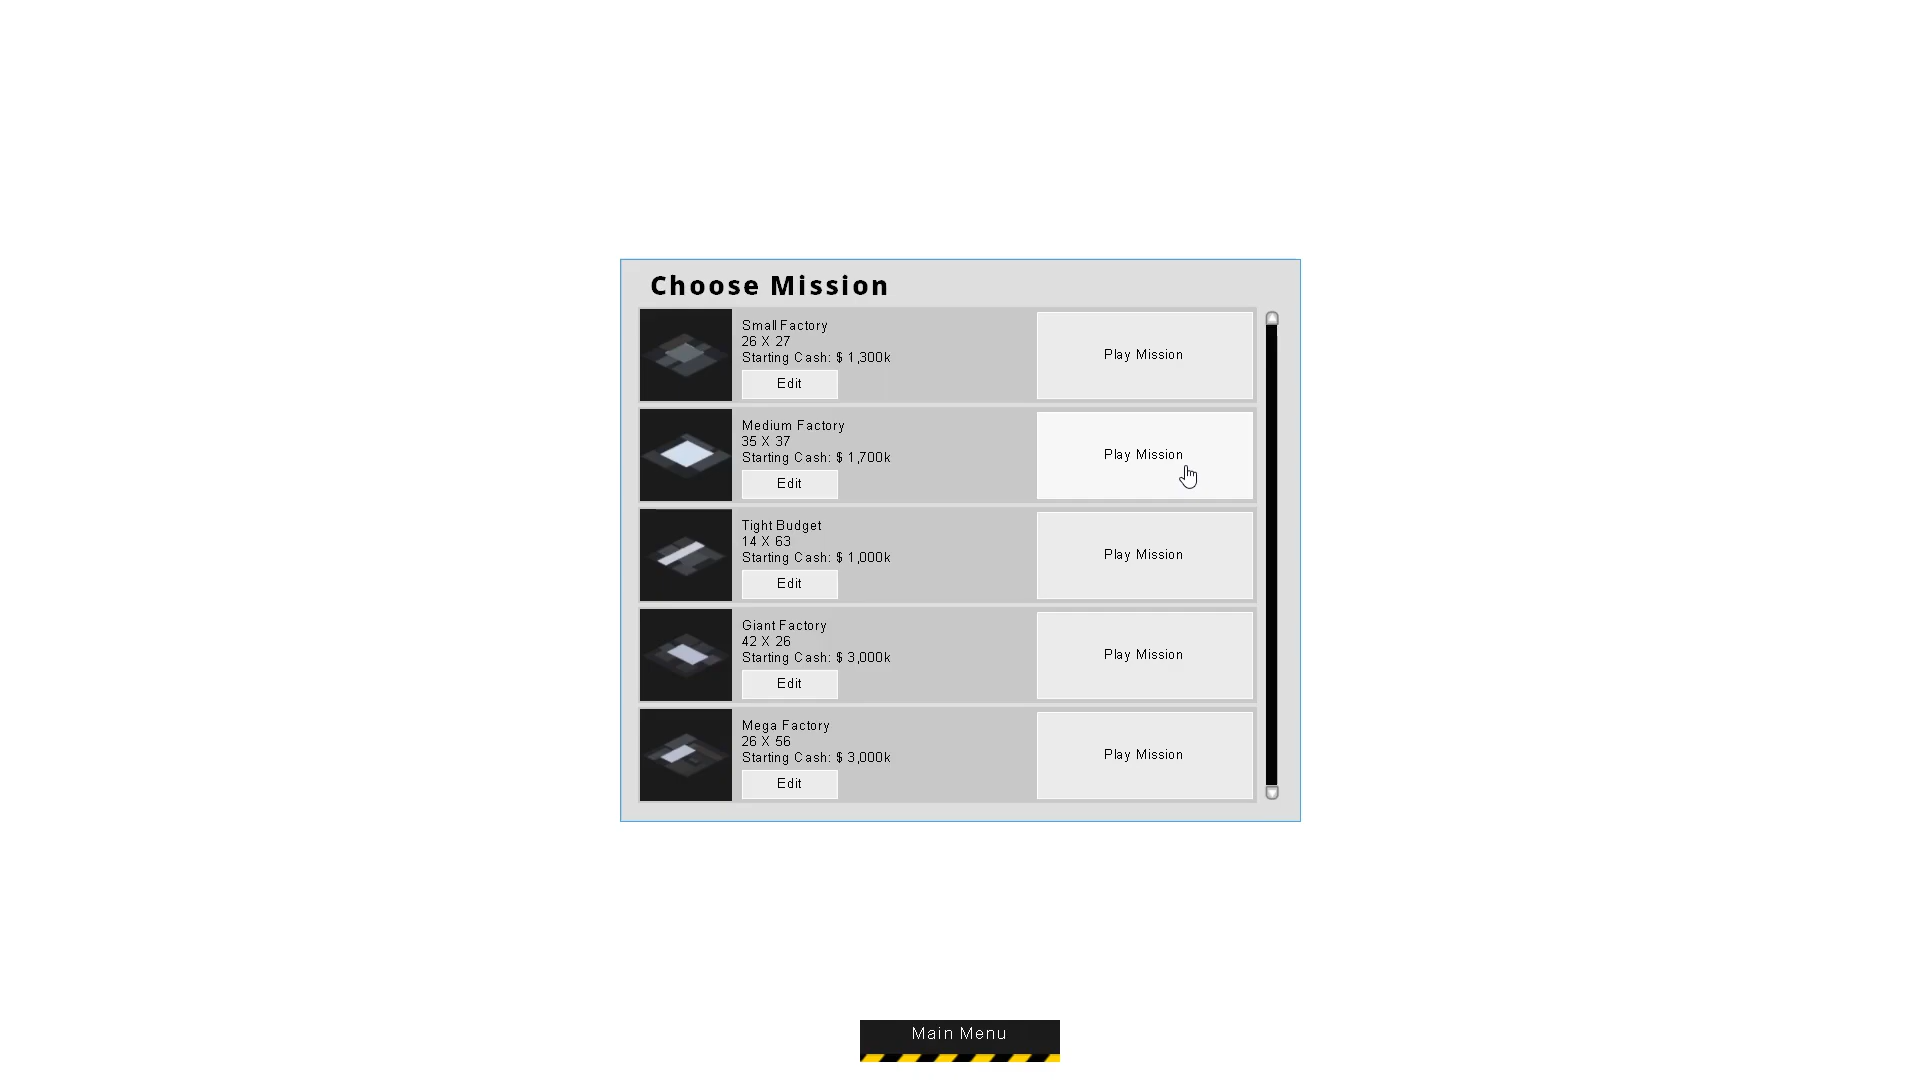 Choose Mission
Small Factory
26 X 27
Starting Cash: $ 1,300k
Edit
Play Mission
Medium Factory
35 X 37
Starting Cash: $ 1,700k
Edit
Play Mission
Tight Budget
14 X 63
Starting Cash: $ 1,000k
Edit
Play Mission
Giant Factory
42 X 26
Starting Cash: $ 3,000k
Edit
Play Mission
Mega Factory
26 X 56
Starting Cash: $ 3,000k
Edit
Play Mission
Main Menu